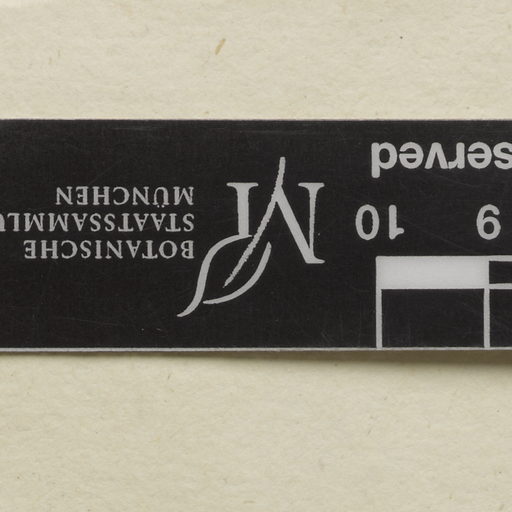 9 10
served
M
BOTANISCHE
STAATSSAMMLU
MÜNCHEN